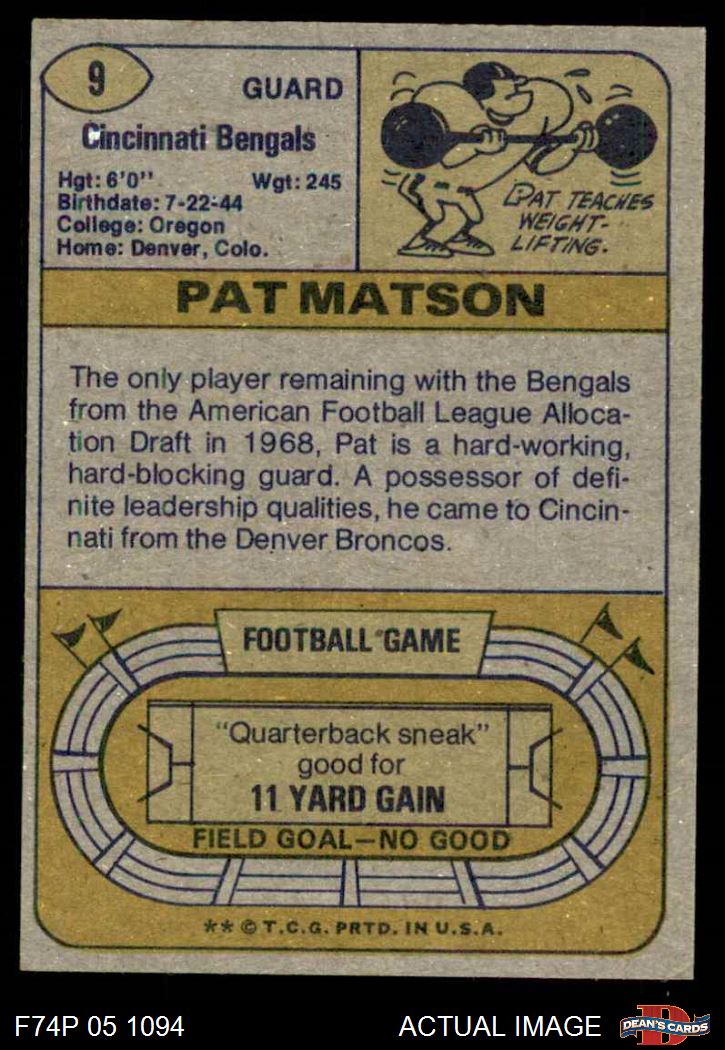 9
GUARD
Cincinnati Bengals
Hgt: 6'0" Wgt: 245
Birthdate: 7-22-44
College: Oregon
Home: Denver, Colo.
PAT TEACHES
WEIGHT-
LIFTING.
PAT MATSON
The only player remaining with the Bengals
from the American Football League Alloca-
tion Draft in 1968, Pat is a hard-working,
hard-blocking guard. A possessor of defi-
nite leadership qualities, he came to Cincin-
nati from the Denver Broncos.
FOOTBALL GAME
"Quarterback sneak"
good for
11 YARD GAIN
FIELD GOAL—NO GOOD
** © T.C.G. PRTD. IN U.S.A.
F74P 05 1094 ACTUAL IMAGE
DEAN'S CARDS